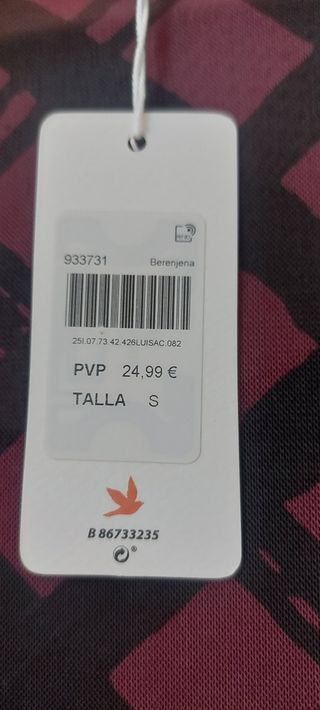 933731 Berenjena
25I.07.73.42.426LUISAC.082
PVP 24,99 €
TALLA S
B 86733235
®